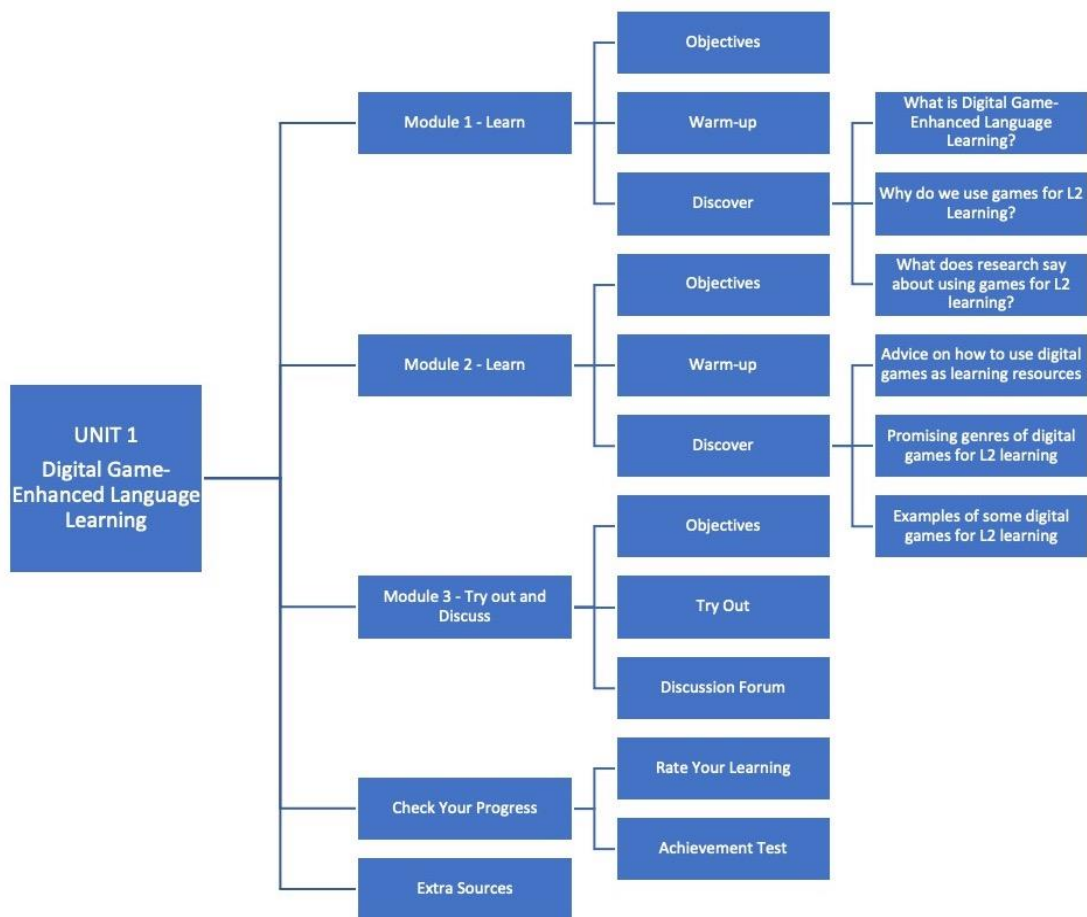 UNIT 1
Digital Game-
Enhanced Language
Learning
Module 1 - Learn
Objectives
Warm-up
Discover
What is Digital Game-
Enhanced Language
Learning?
Why do we use games for L2
Learning?
What does research say
about using games for L2
learning?
Module 2 - Learn
Objectives
Warm-up
Discover
Advice on how to use digital
games as learning resources
Promising genres of digital
games for L2 learning
Examples of some digital
games for L2 learning
Module 3 - Try out and
Discuss
Objectives
Try Out
Discussion Forum
Check Your Progress
Rate Your Learning
Achievement Test
Extra Sources